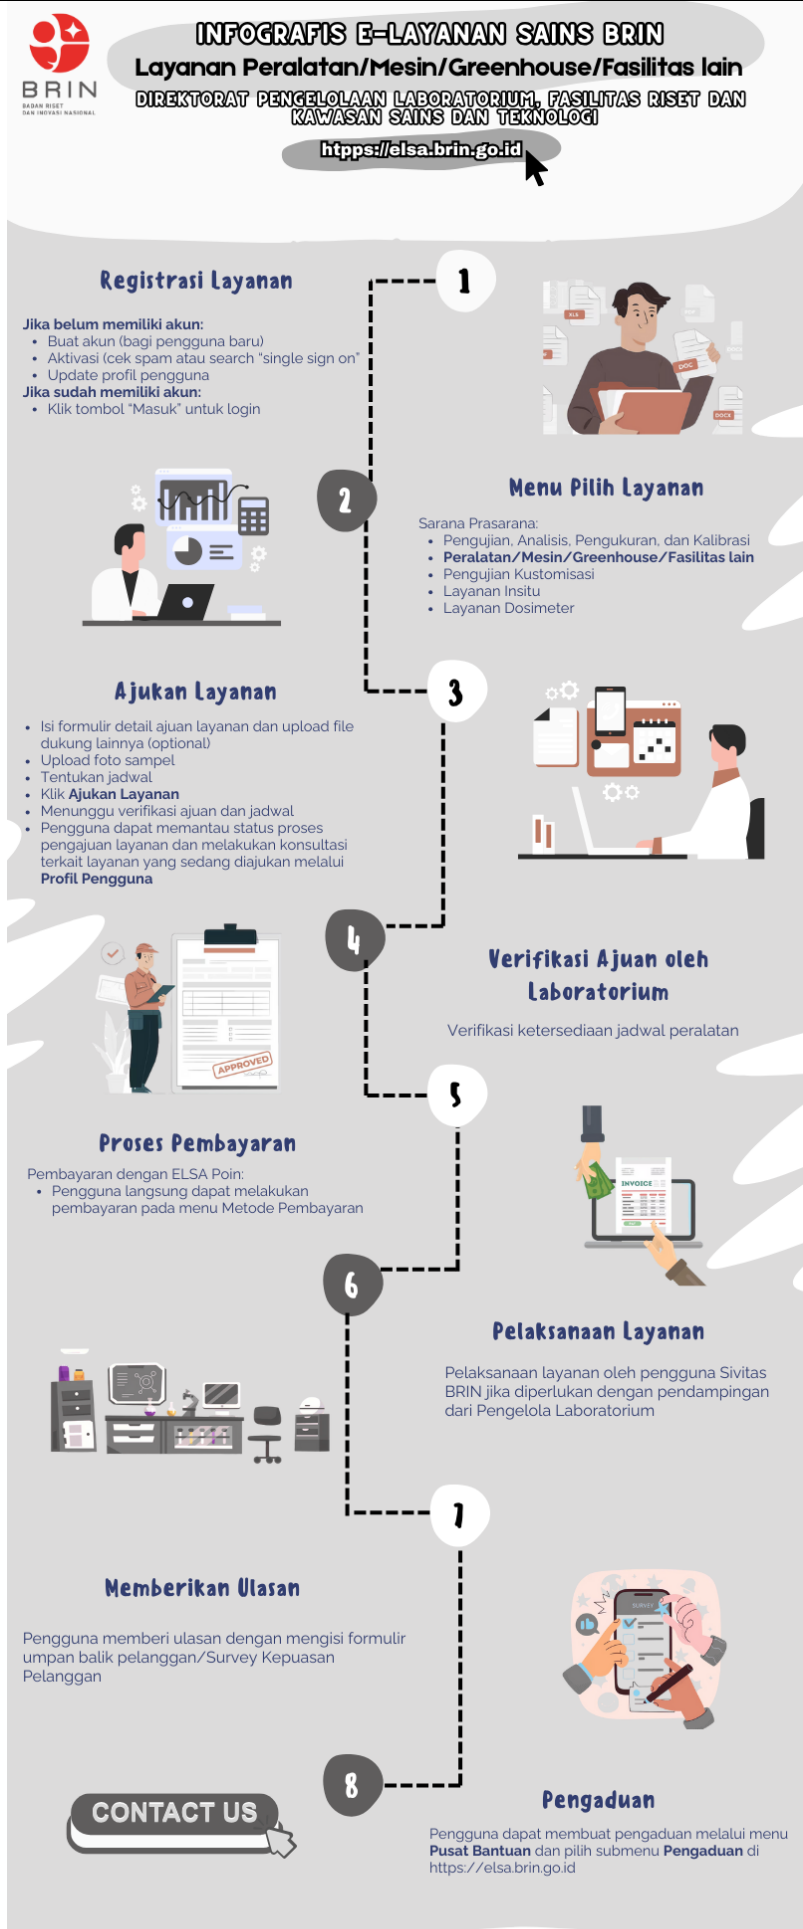 BRIN
BADAN RISET
DAN INOVASI NASIONAL
INFOGRAFIS E-LAYANAN SAINS BRIN
Layanan Peralatan/Mesin/Greenhouse/Fasilitas lain
DIREKTORAT PENGELOLAAN LABORATORIUM, FASILITAS RISET DAN
KAWASAN SAINS DAN TEKNOLOGI
htpps://elsa.brin.go.id
1
Registrasi Layanan
Jika belum memiliki akun:
• Buat akun (bagi pengguna baru)
• Aktivasi (cek spam atau search “single sign on”
• Update profil pengguna
Jika sudah memiliki akun:
• Klik tombol “Masuk” untuk login
XLS
DOC
DOCX
2
Menu Pilih Layanan
Sarana Prasarana:
• Pengujian, Analisis, Pengukuran, dan Kalibrasi
• Peralatan/Mesin/Greenhouse/Fasilitas lain
• Pengujian Kustomisasi
• Layanan Insitu
• Layanan Dosimeter
3
Ajukan Layanan
• Isi formulir detail ajuan layanan dan upload file
dukung lainnya (optional)
• Upload foto sampel
• Tentukan jadwal
• Klik Ajukan Layanan
• Menunggu verifikasi ajuan dan jadwal
• Pengguna dapat memantau status proses
pengajuan layanan dan melakukan konsultasi
terkait layanan yang sedang diajukan melalui
Profil Pengguna
4
Verifikasi Ajuan oleh
Laboratorium
Verifikasi ketersediaan jadwal peralatan
APPROVED
5
Proses Pembayaran
Pembayaran dengan ELSA Poin:
• Pengguna langsung dapat melakukan
pembayaran pada menu Metode Pembayaran
INVOICE
6
Pelaksanaan Layanan
Pelaksanaan layanan oleh pengguna Sivitas
BRIN jika diperlukan dengan pendampingan
dari Pengelola Laboratorium
7
Memberikan Ulasan
Pengguna memberi ulasan dengan mengisi formulir
umpan balik pelanggan/Survey Kepuasan
Pelanggan
SURVEY
8
CONTACT US
Pengaduan
Pengguna dapat membuat pengaduan melalui menu
Pusat Bantuan dan pilih submenu Pengaduan di
https://elsa.brin.go.id